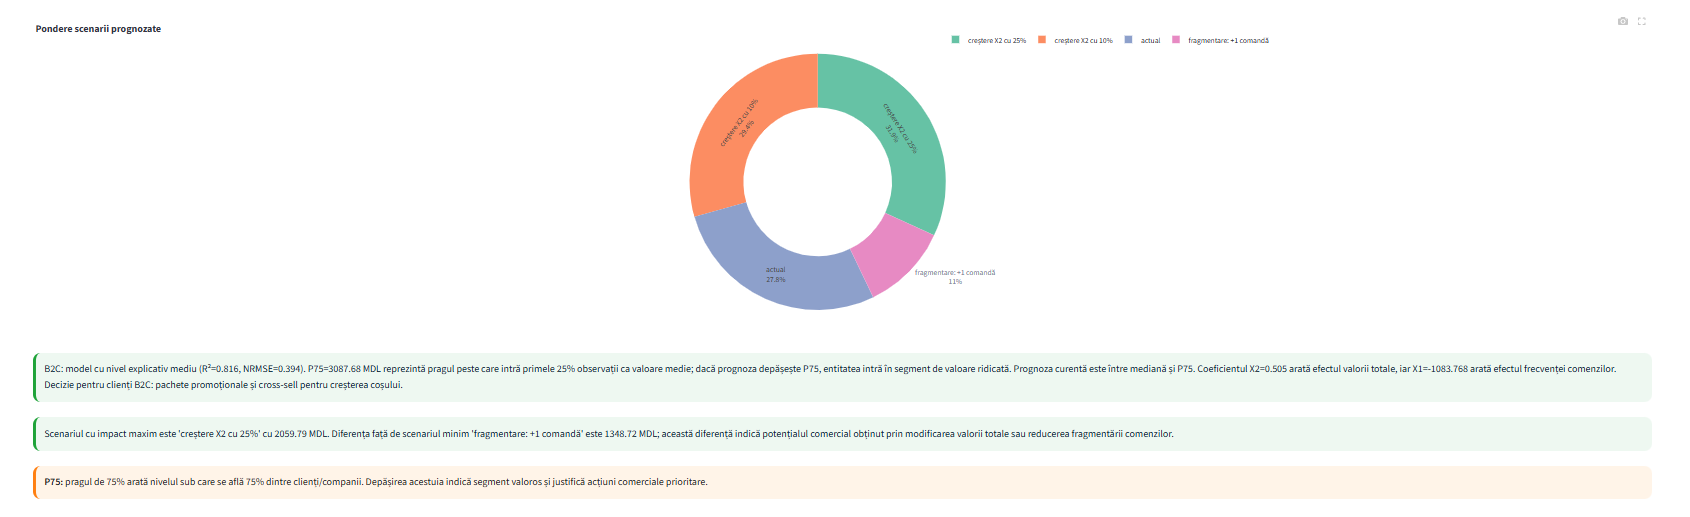 Pondere scenarii prognozate
creștere X2 cu 25%
creștere X2 cu 10%
actual
fragmentare: +1 comandă
creștere X2 cu 10%
29.4%
creștere X2 cu 25%
31.9%
actual
27.8%
fragmentare: +1 comandă
11%
B2C: model cu nivel explicativ mediu (R²=0.816, NRMSE=0.394). P75=3087.68 MDL reprezintă pragul peste care intră primele 25% observații ca valoare medie; dacă prognoza depășește P75, entitatea intră în segment de valoare ridicată. Prognoza curentă este între mediană și P75. Coeficientul X2=0.505 arată efectul valorii totale, iar X1=-1083.768 arată efectul frecvenței comenzilor.
Decizie pentru clienți B2C: pachete promoționale și cross-sell pentru creșterea coșului.
Scenariul cu impact maxim este 'creștere X2 cu 25%' cu 2059.79 MDL. Diferența față de scenariul minim 'fragmentare: +1 comandă' este 1348.72 MDL; această diferență indică potențialul comercial obținut prin modificarea valorii totale sau reducerea fragmentării comenzilor.
P75: pragul de 75% arată nivelul sub care se află 75% dintre clienți/companii. Depășirea acestuia indică segment valoros și justifică acțiuni comerciale prioritare.